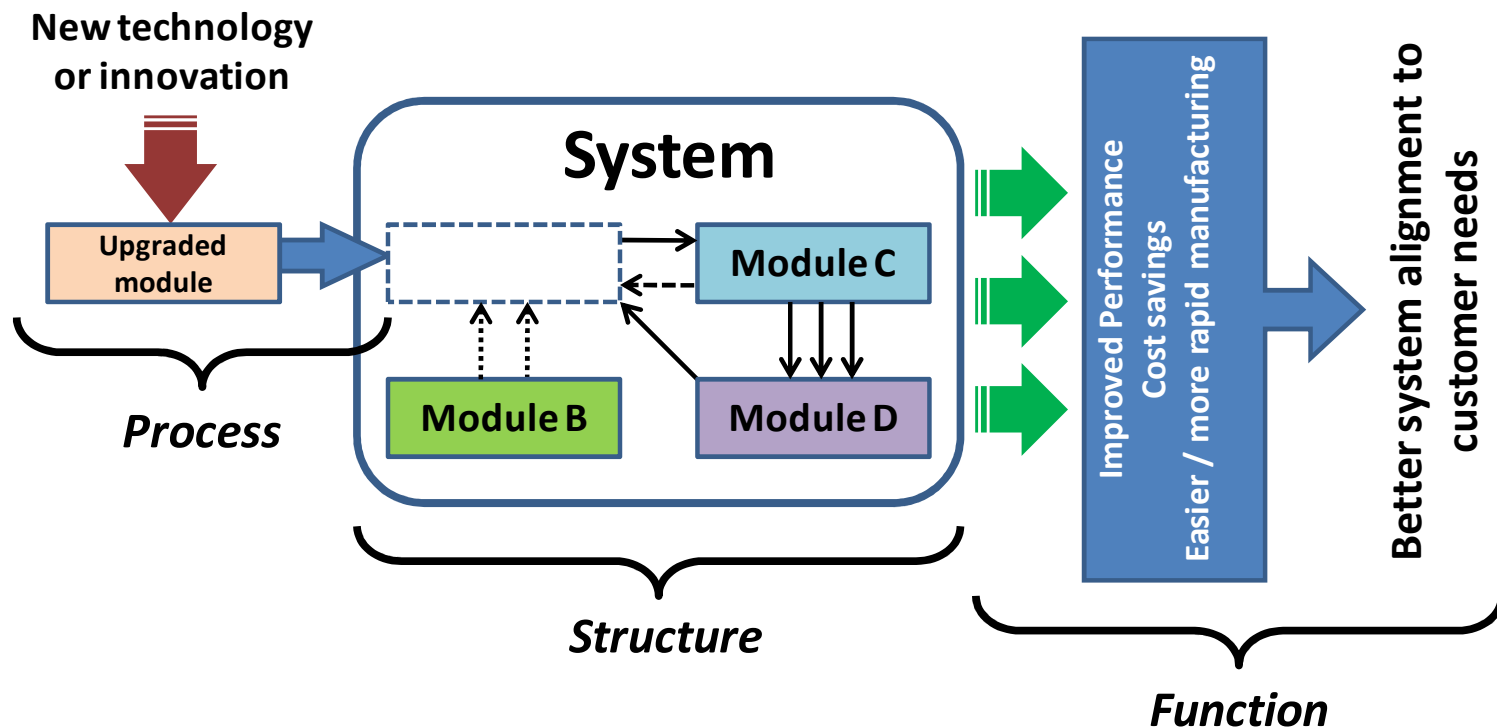 New technology
or innovation
System
Upgraded
module
Module C
Module B
Module D
Process
Structure
Improved Performance
Cost savings
Easier / more rapid manufacturing
Better system alignment to
customer needs
Function